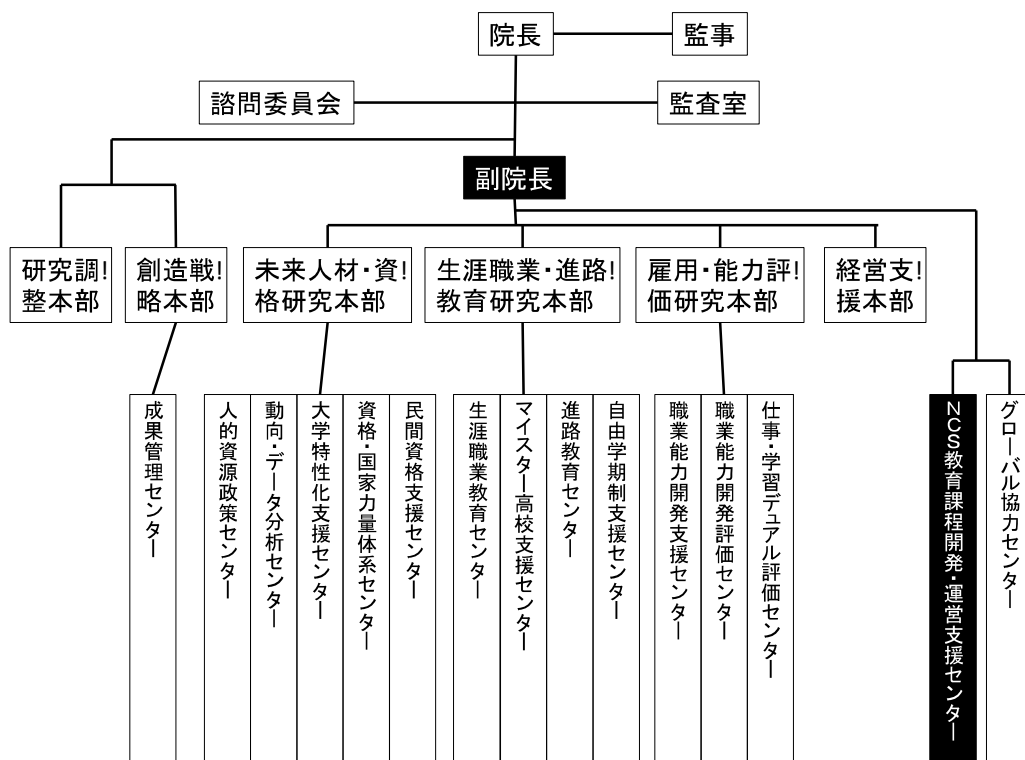 院長
監事
諮問委員会
監査室
副院長
研究調!
整本部
創造戦!
略本部
未来人材・資!
格研究本部
生涯職業・進路!
教育研究本部
雇用・能力評!
価研究本部
経営支!
援本部
成果管理センター
人的資源政策センター
動向・データ分析センター
大学特性化支援センター
資格・国家力量体系センター
民間資格支援センター
生涯職業教育センター
マイスター高校支援センター
進路教育センター
自由学期制支援センター
職業能力開発支援センター
職業能力開発評価センター
仕事・学習デュアル評価センター
NCS教育課程開発・運営支援センター
グローバル協力センター